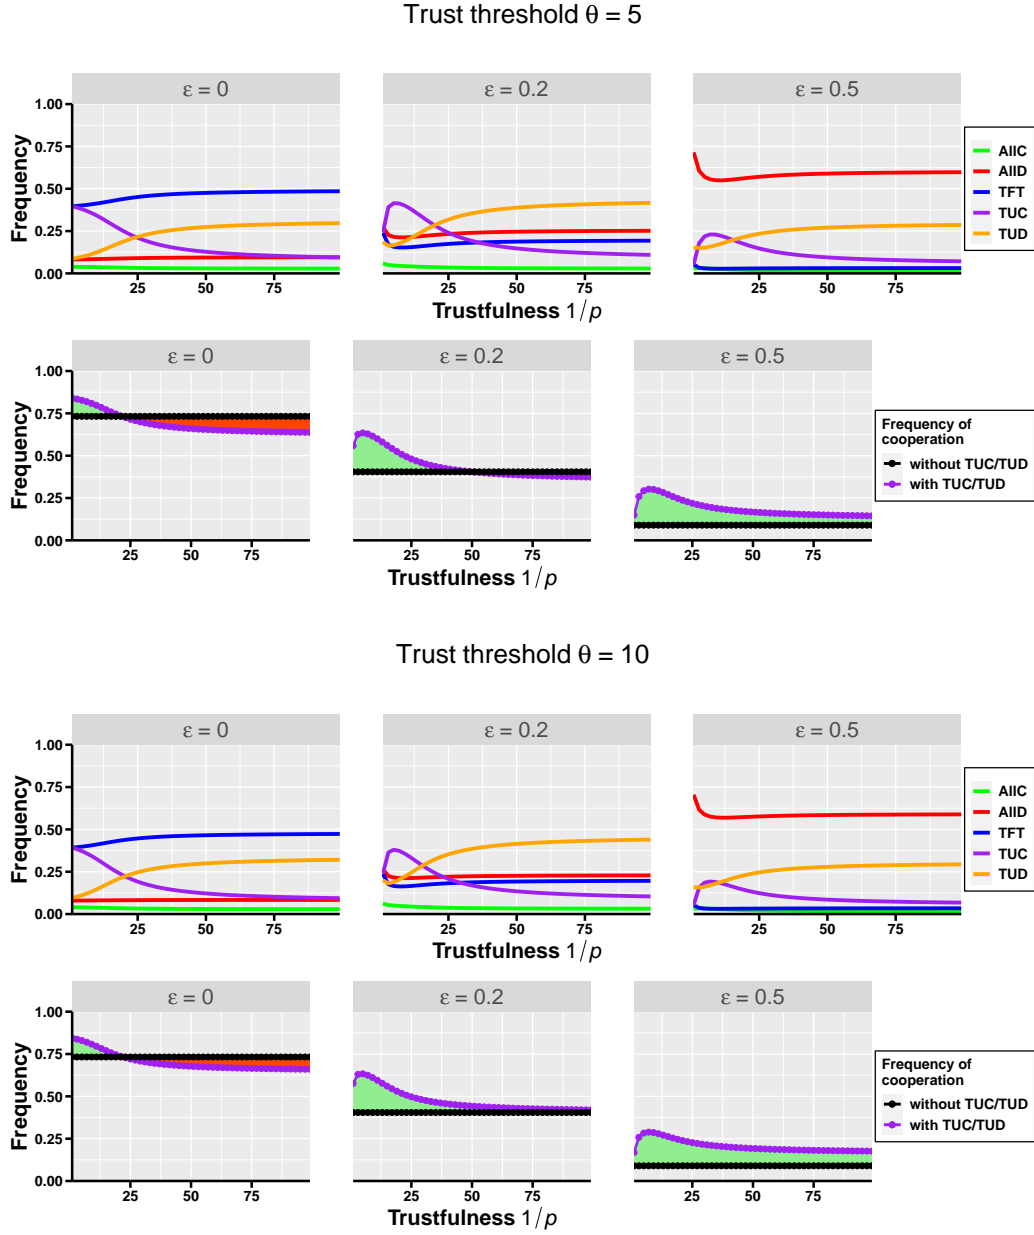 Trust threshold θ = 5
ε = 0 ε = 0.2 ε = 0.5
1.00
0.75
0.50
0.25
0.00
Frequency
25 50 75 25 50 75 25 50 75
Trustfulness 1/p
AllC
AllD
TFT
TUC
TUD
ε = 0 ε = 0.2 ε = 0.5
1.00
0.75
0.50
0.25
0.00
Frequency
25 50 75 25 50 75 25 50 75
Trustfulness 1/p
Frequency of
cooperation
without TUC/TUD
with TUC/TUD
Trust threshold θ = 10
ε = 0 ε = 0.2 ε = 0.5
1.00
0.75
0.50
0.25
0.00
Frequency
25 50 75 25 50 75 25 50 75
Trustfulness 1/p
AllC
AllD
TFT
TUC
TUD
ε = 0 ε = 0.2 ε = 0.5
1.00
0.75
0.50
0.25
0.00
Frequency
25 50 75 25 50 75 25 50 75
Trustfulness 1/p
Frequency of
cooperation
without TUC/TUD
with TUC/TUD